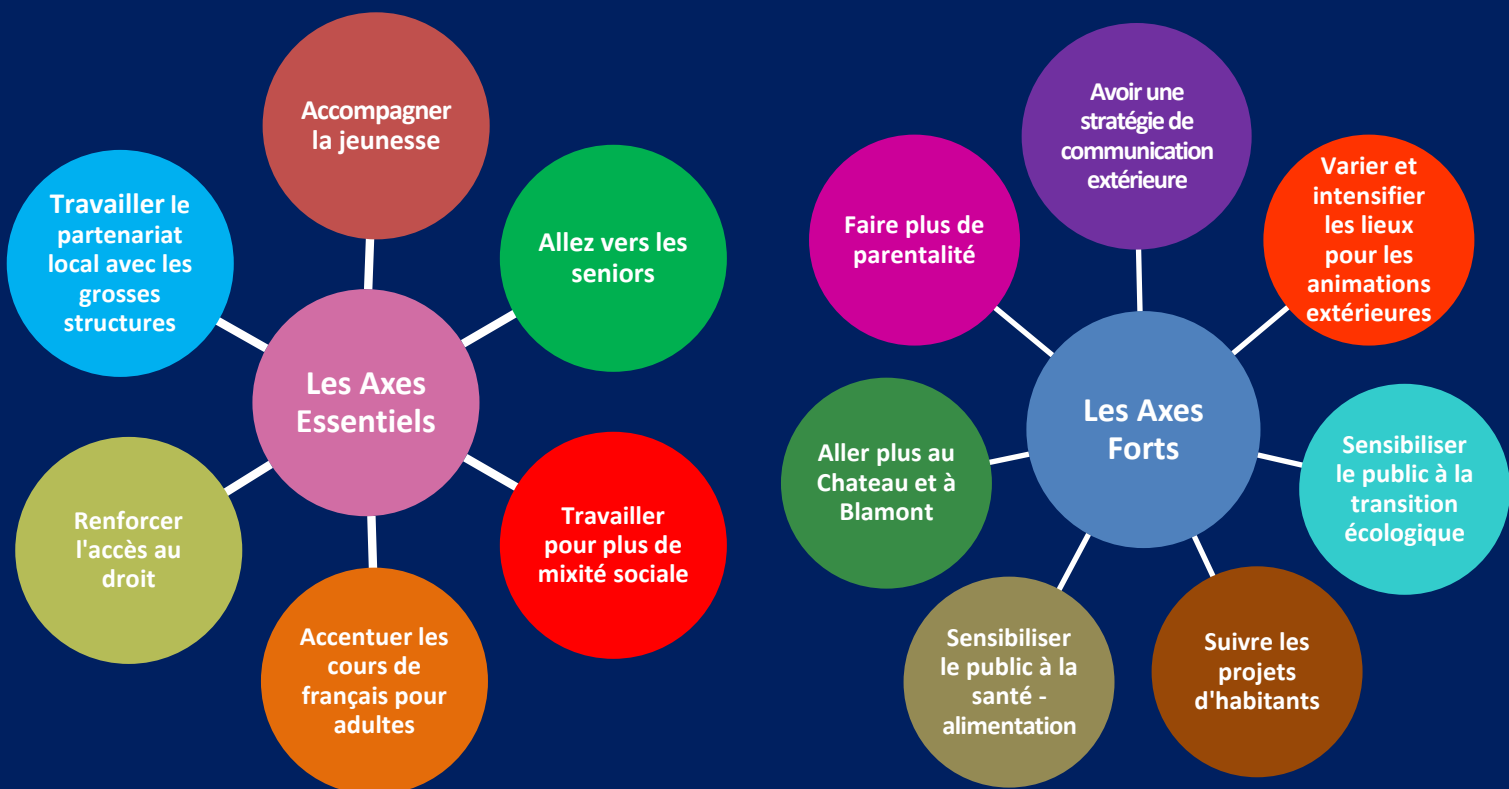 Accompagner
la jeunesse
Allez vers les
seniors
Travailler
pour plus de
mixité sociale
Accentuer les
cours de
français pour
adultes
Renforcer
l'accès au
droit
Travailler le
partenariat
local avec les
grosses
structures
Les Axes
Essentiels
Avoir une
stratégie de
communication
extérieure
Varier et
intensifier
les lieux
pour les
animations
extérieures
Sensibiliser
le public à la
transition
écologique
Suivre les
projets
d'habitants
Sensibiliser
le public à la
santé -
alimentation
Aller plus au
Chateau et à
Blamont
Faire plus de
parentalité
Les Axes
Forts